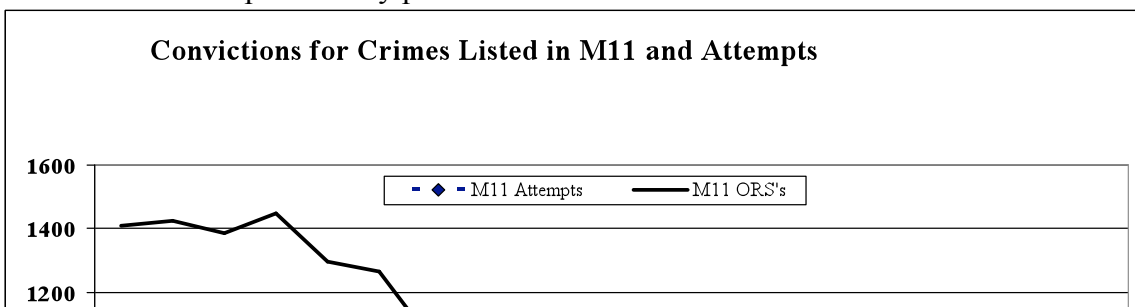 Convictions for Crimes Listed in M11 and Attempts
1600
M11 Attempts M11 ORS's
1400
1200